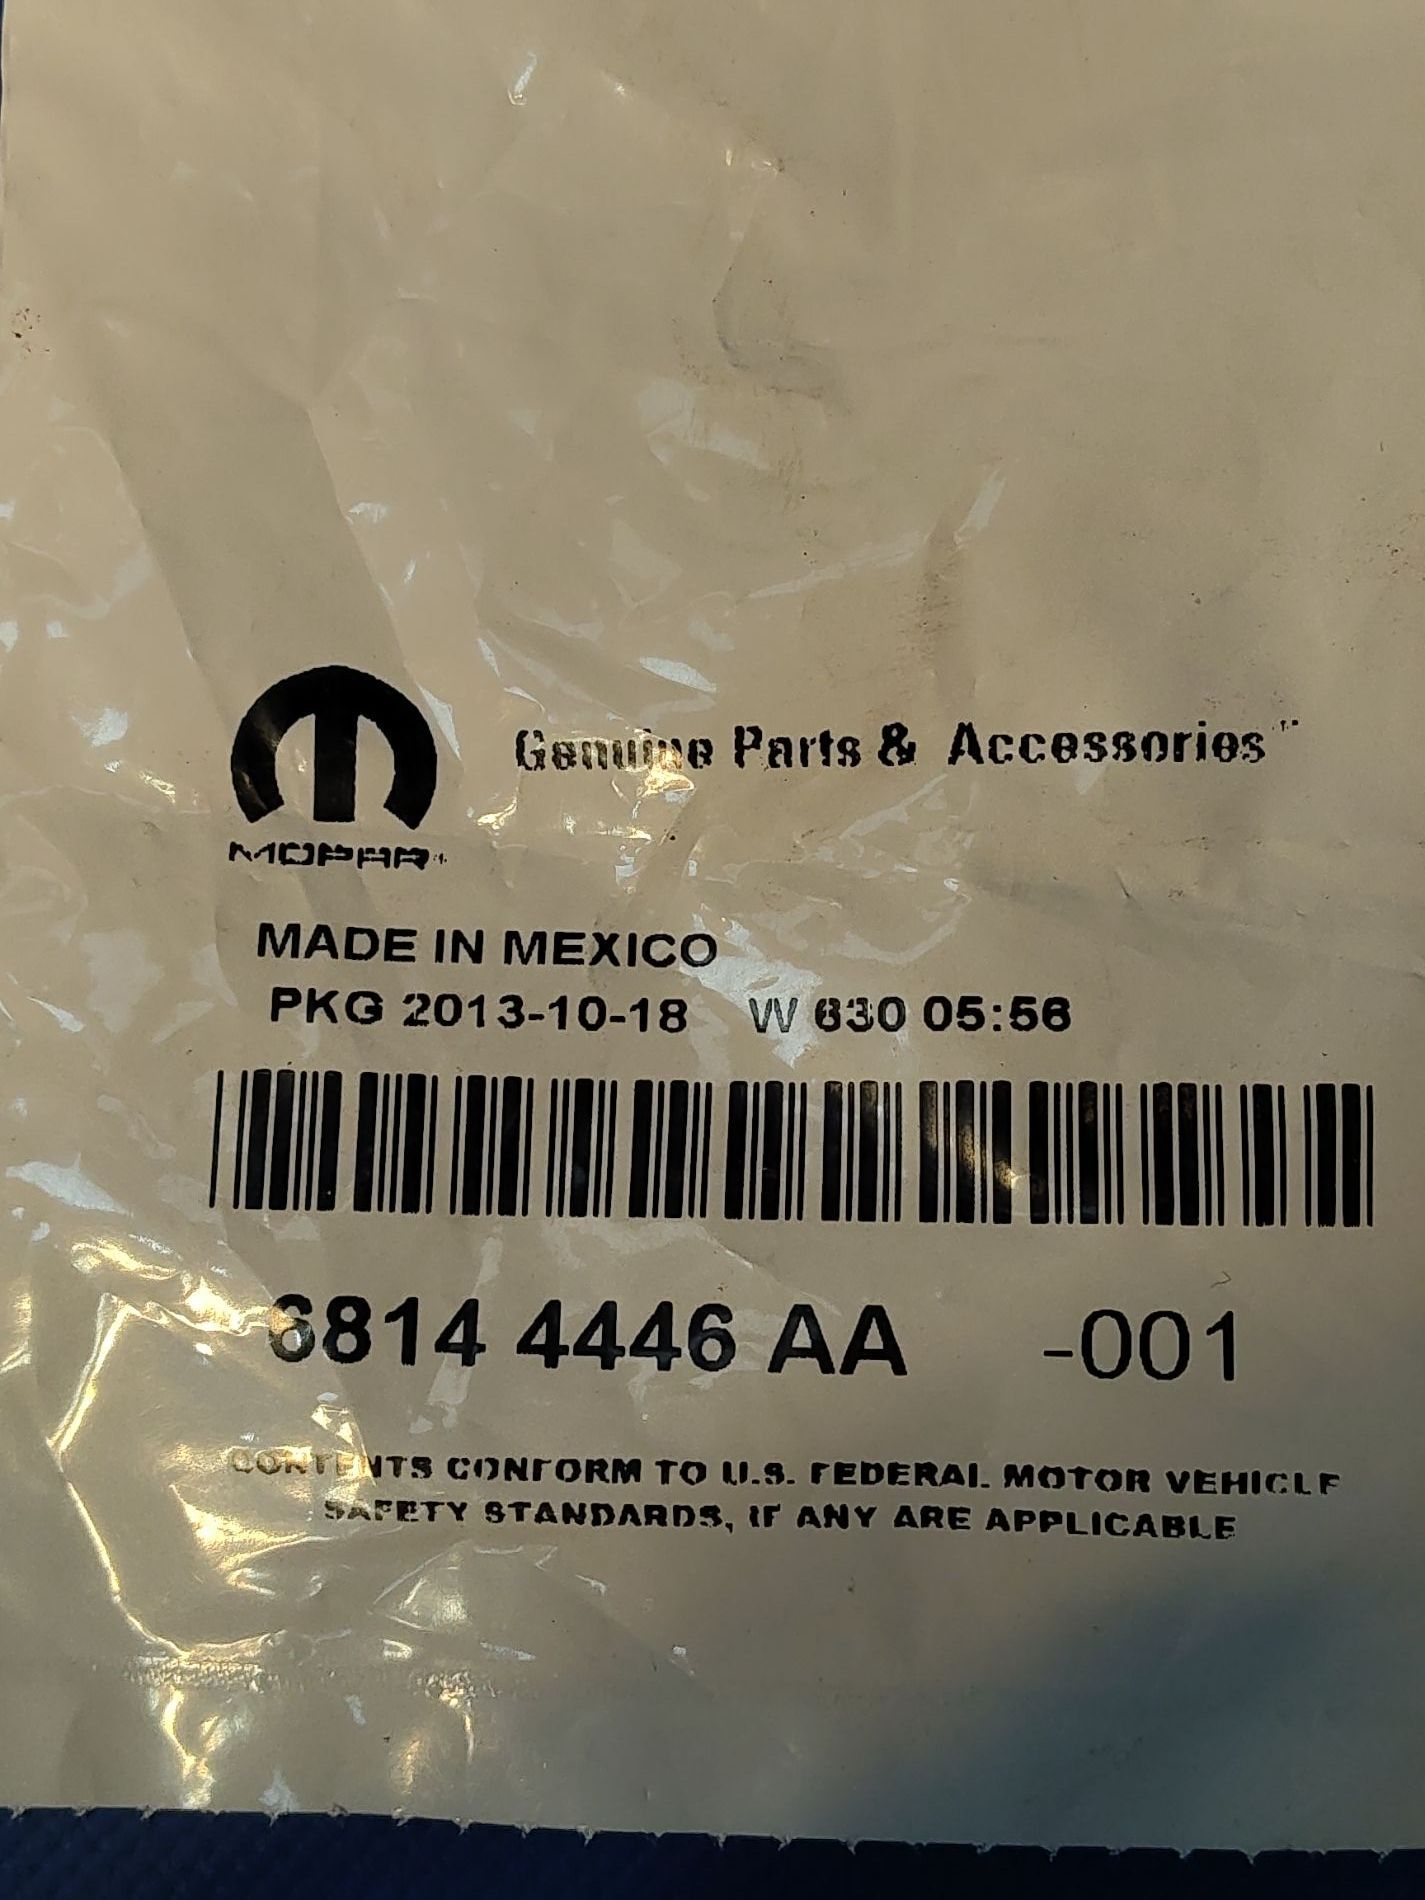 Genuine Parts & Accessories
MOPAR
MADE IN MEXICO
PKG 2013-10-18 W 630 05:56
6814 4446 AA -001
CONTENTS CONFORM TO U.S. FEDERAL MOTOR VEHICLE
SAFETY STANDARDS, IF ANY ARE APPLICABLE